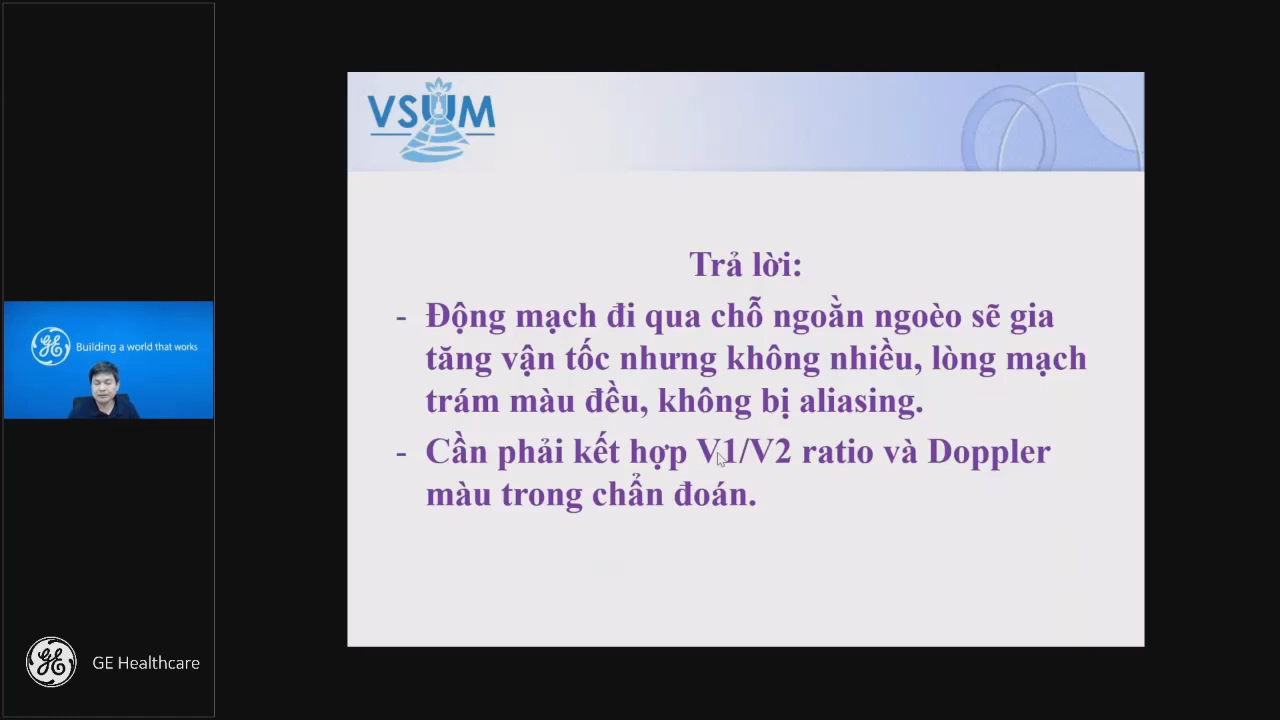 VSUM
Trả lời:
- Động mạch đi qua chỗ ngoằn ngoèo sẽ gia
tăng vận tốc nhưng không nhiều, lòng mạch
trám màu đều, không bị aliasing.
- Cần phải kết hợp V1/V2 ratio và Doppler
màu trong chẩn đoán.
GE Building a world that works
GE GE Healthcare